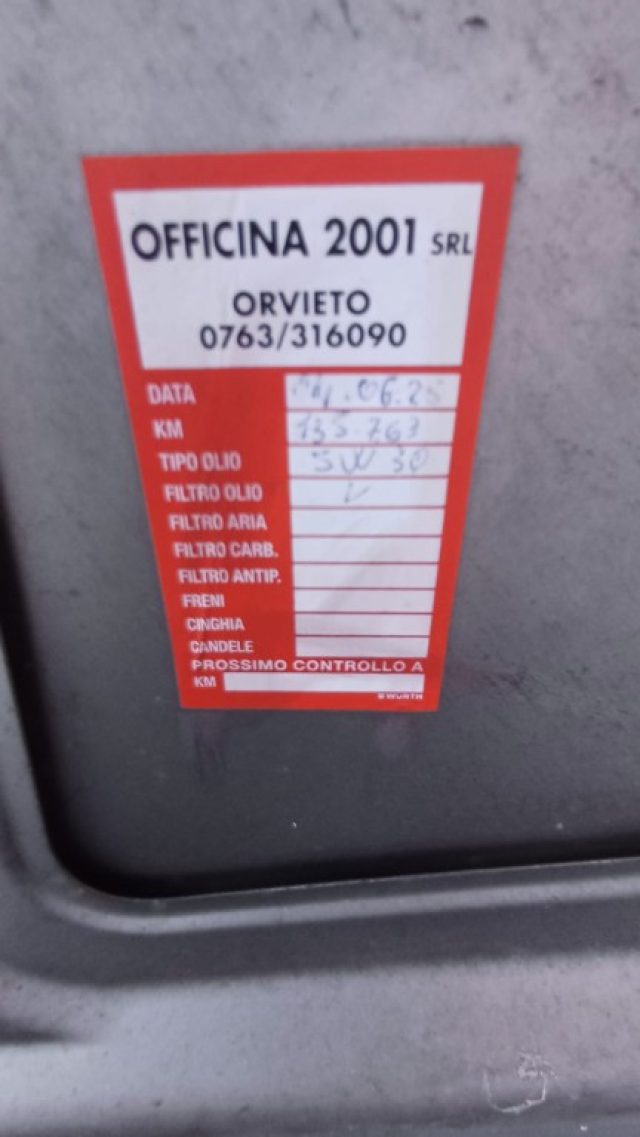 OFFICINA 2001 SRL
ORVIETO
0763/316090
DATA
KM 135.763
TIPO OLIO 5W30
FILTRO OLIO
FILTRO ARIA
FILTRO CARB.
FILTRO ANTIP.
FRENI
CINGHIA
CANDELE
PROSSIMO CONTROLLO A
KM
WÜRTH